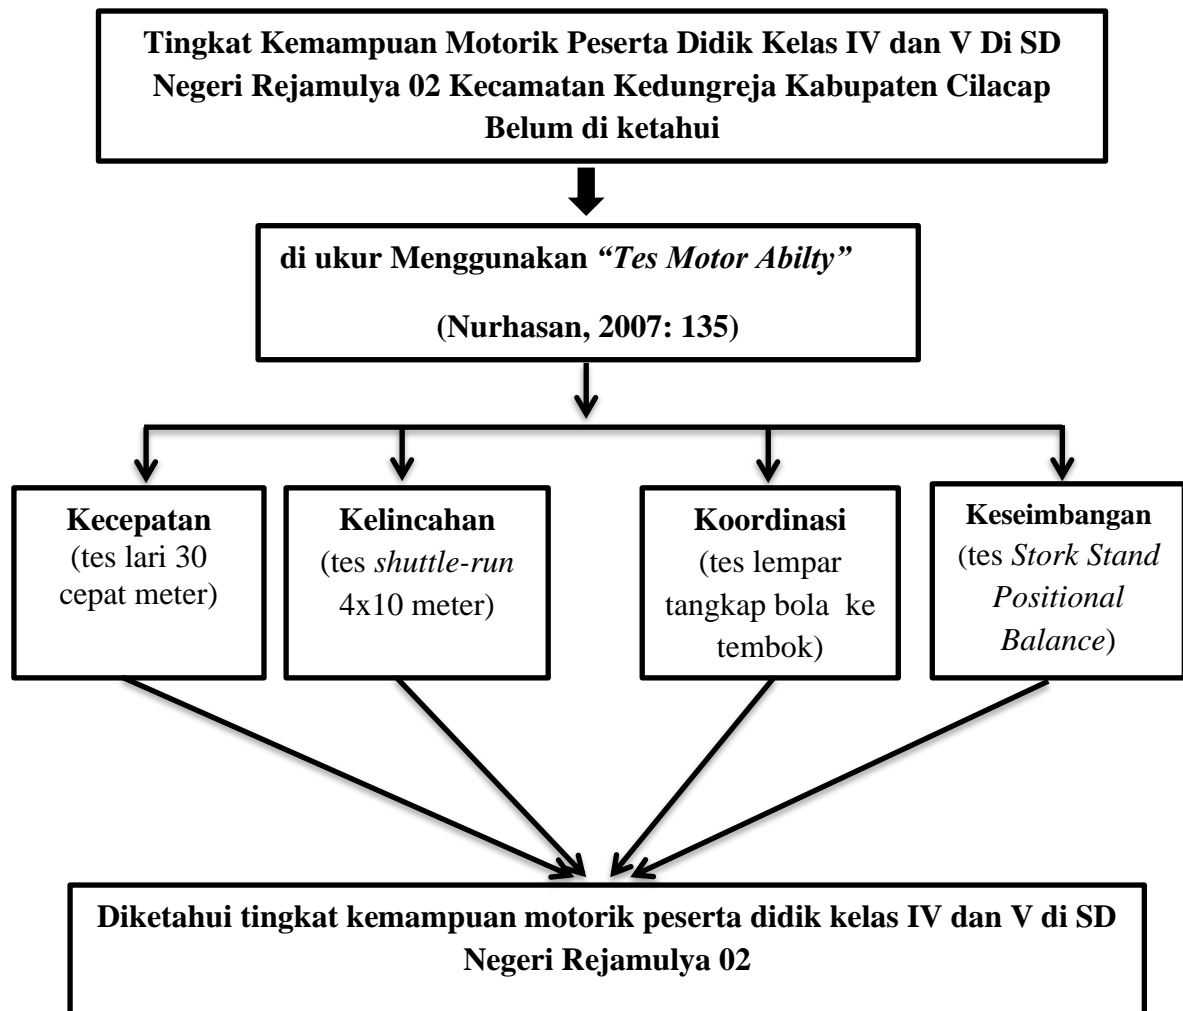 Tingkat Kemampuan Motorik Peserta Didik Kelas IV dan V Di SD
Negeri Rejamulya 02 Kecamatan Kedungreja Kabupaten Cilacap
Belum di ketahui
di ukur Menggunakan “Tes Motor Abilty”
(Nurhasan, 2007: 135)
Kecepatan
(tes lari 30
cepat meter)
Kelincahan
(tes shuttle-run
4x10 meter)
Koordinasi
(tes lempar
tangkap bola ke
tembok)
Keseimbangan
(tes Stork Stand
Positional
Balance)
Diketahui tingkat kemampuan motorik peserta didik kelas IV dan V di SD
Negeri Rejamulya 02